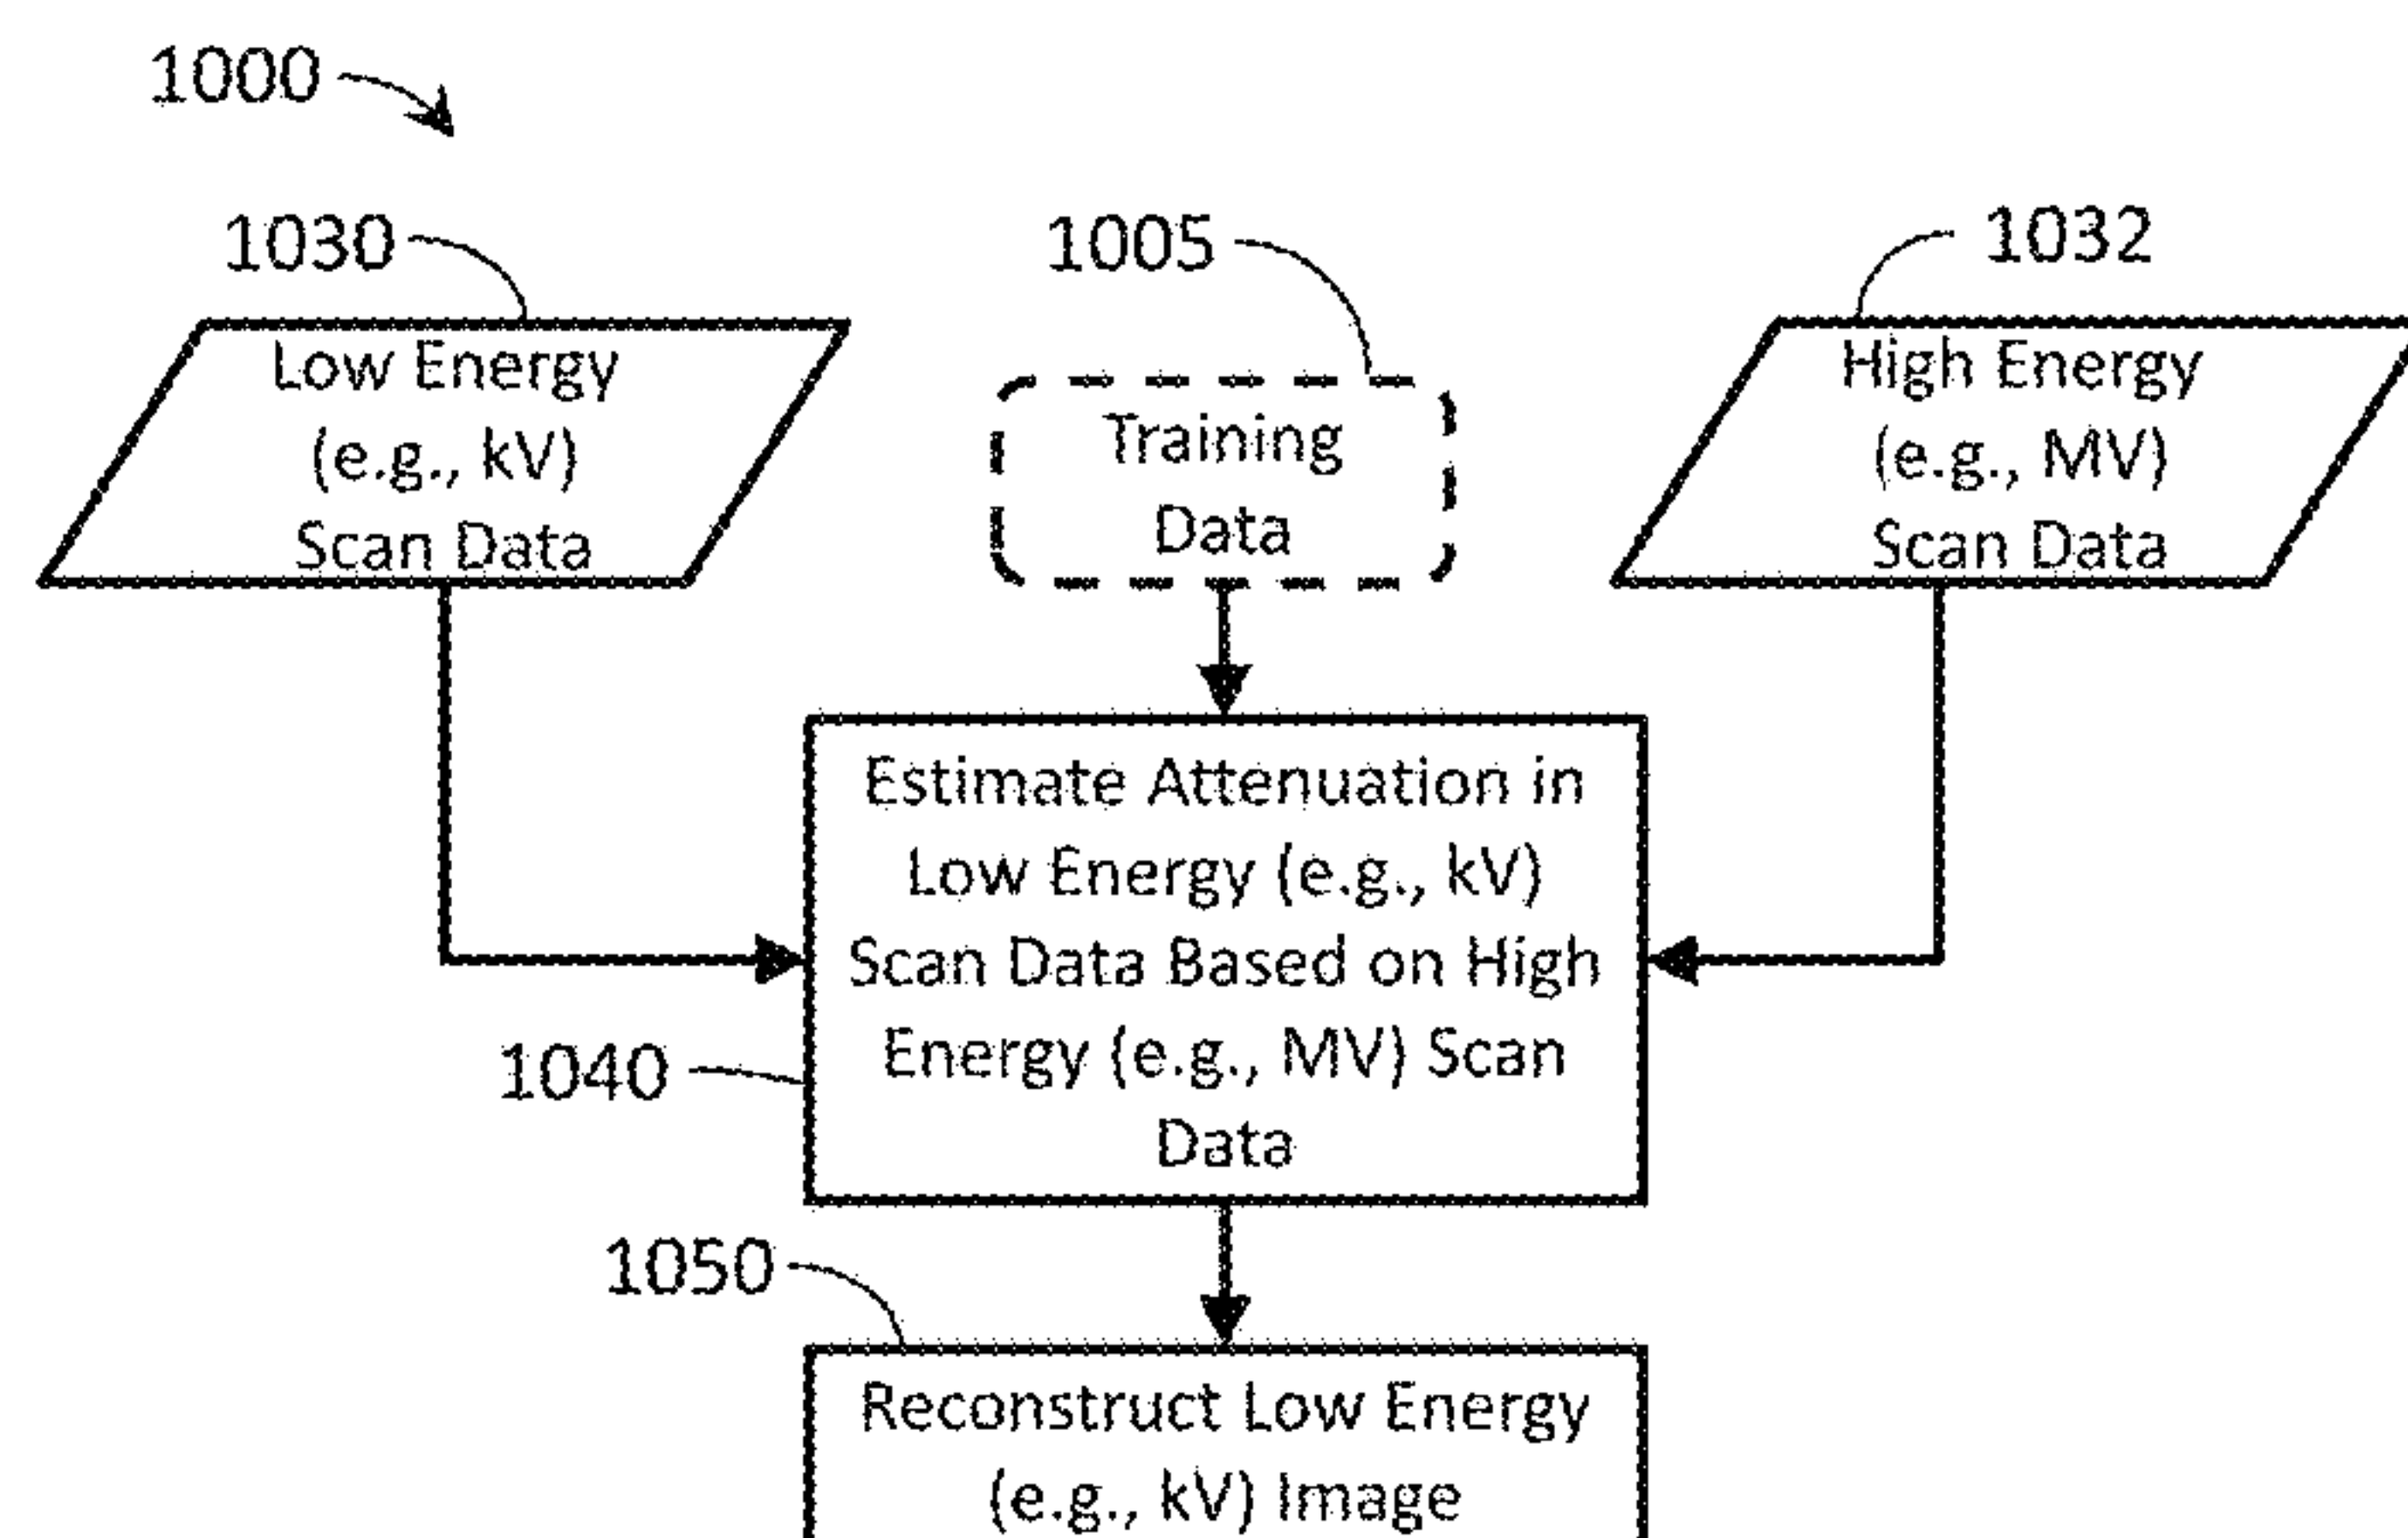 1000
1030
1005
1032
Low Energy
(e.g., kV)
Scan Data
Training
Data
High Energy
(e.g., MV)
Scan Data
Estimate Attenuation in
Low Energy (e.g., kV)
Scan Data Based on High
Energy (e.g., MV) Scan
Data
1040
1050
Reconstruct Low Energy
(e.g., kV) Image